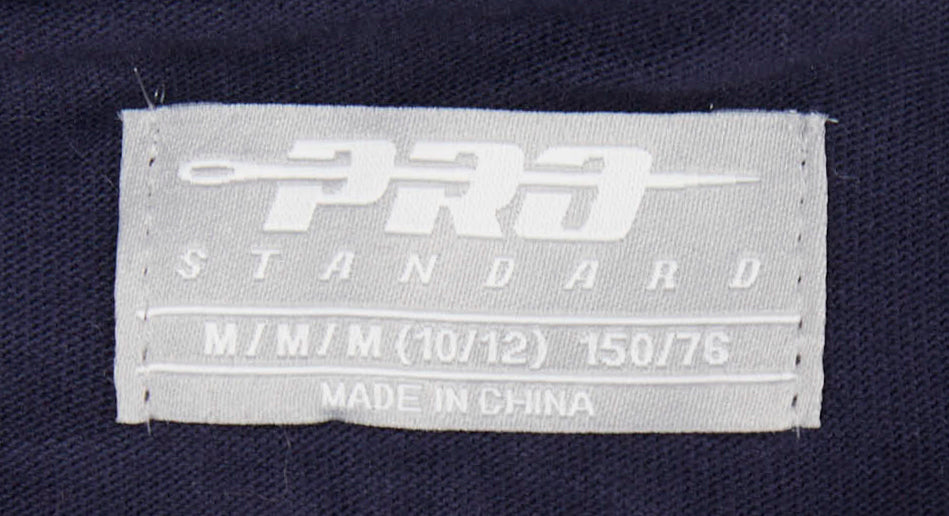 PRO
STANDARD
M/M/M (10/12) 150/76
MADE IN CHINA